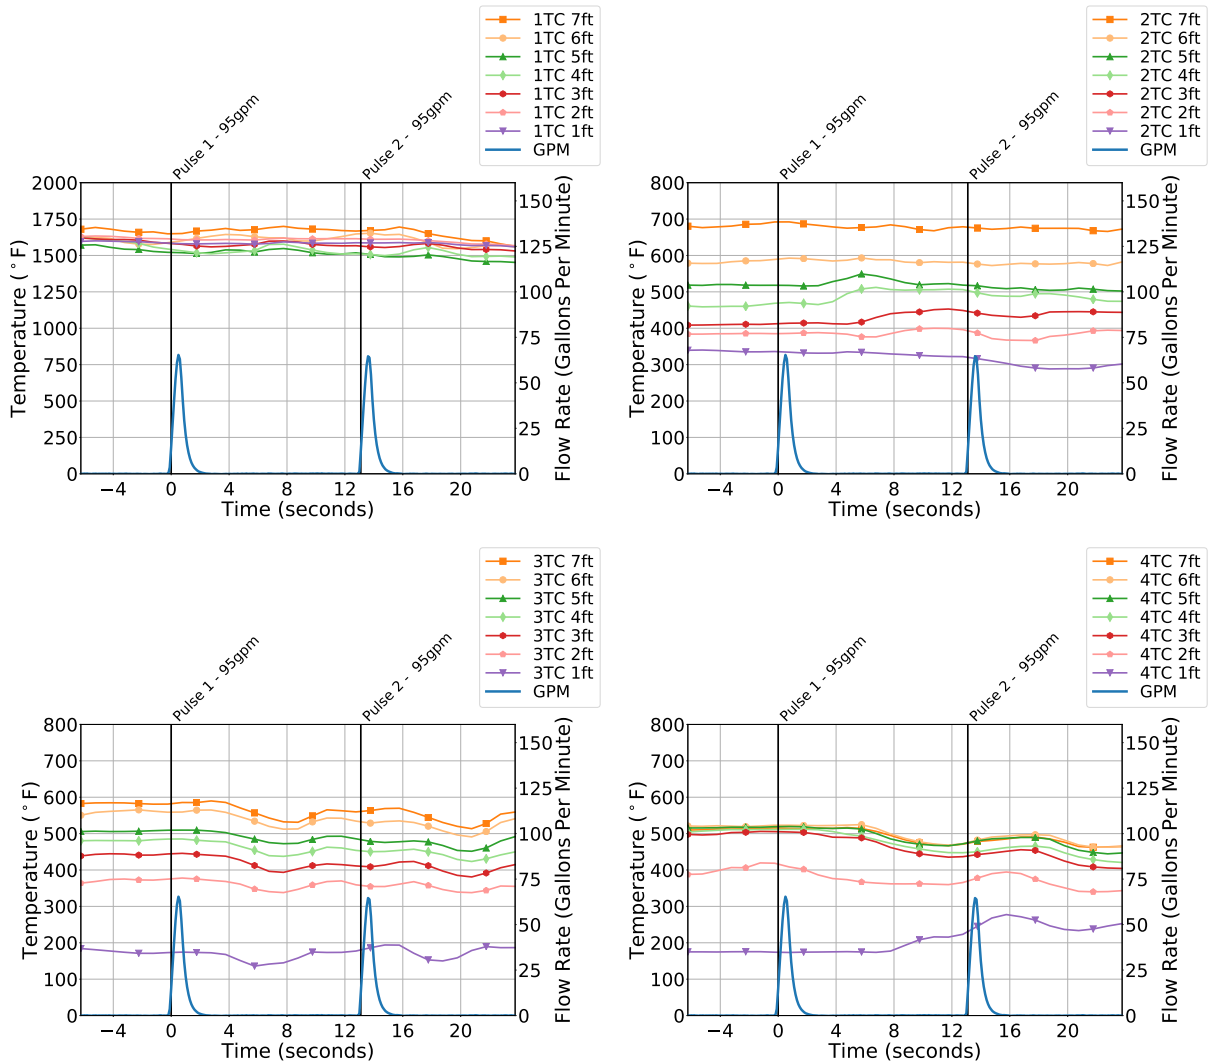 1TC 7ft
1TC 6ft
1TC 5ft
1TC 4ft
1TC 3ft
1TC 2ft
1TC 1ft
GPM
Pulse 1 - 95gpm
Pulse 2 - 95gpm
2000
1750
1500
1250
1000
750
500
250
0
Temperature (°F)
150
125
100
75
50
25
0
Flow Rate (Gallons Per Minute)
−4 0 4 8 12 16 20
Time (seconds)
2TC 7ft
2TC 6ft
2TC 5ft
2TC 4ft
2TC 3ft
2TC 2ft
2TC 1ft
GPM
Pulse 1 - 95gpm
Pulse 2 - 95gpm
800
700
600
500
400
300
200
100
0
Temperature (°F)
150
125
100
75
50
25
0
Flow Rate (Gallons Per Minute)
−4 0 4 8 12 16 20
Time (seconds)
3TC 7ft
3TC 6ft
3TC 5ft
3TC 4ft
3TC 3ft
3TC 2ft
3TC 1ft
GPM
Pulse 1 - 95gpm
Pulse 2 - 95gpm
800
700
600
500
400
300
200
100
0
Temperature (°F)
150
125
100
75
50
25
0
Flow Rate (Gallons Per Minute)
−4 0 4 8 12 16 20
Time (seconds)
4TC 7ft
4TC 6ft
4TC 5ft
4TC 4ft
4TC 3ft
4TC 2ft
4TC 1ft
GPM
Pulse 1 - 95gpm
Pulse 2 - 95gpm
800
700
600
500
400
300
200
100
0
Temperature (°F)
150
125
100
75
50
25
0
Flow Rate (Gallons Per Minute)
−4 0 4 8 12 16 20
Time (seconds)